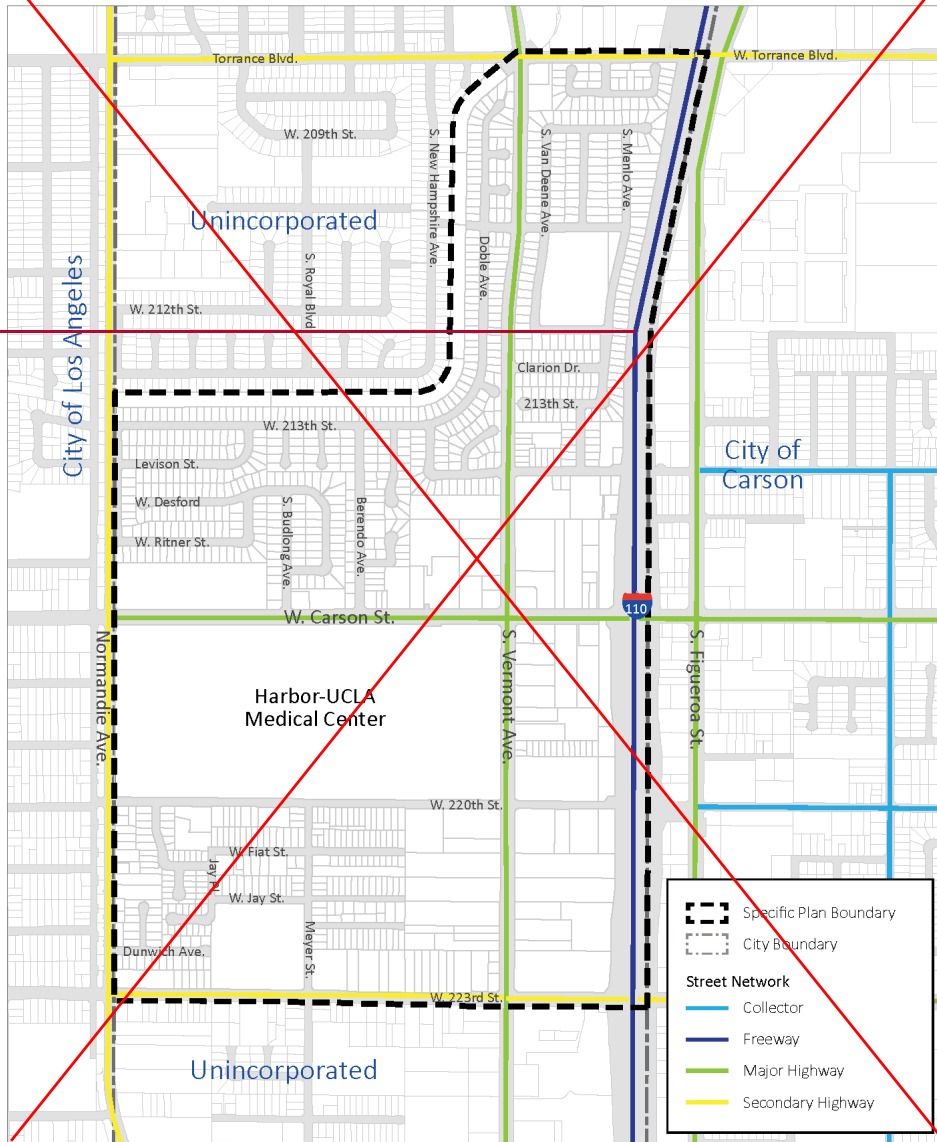 Torrance Blvd.
W. Torrance Blvd.
W. 209th St.
S. New Hampshire Ave.
S. Van Deene Ave.
S. Menlo Ave.
Unincorporated
Doble Ave.
S. Royal Blvd
City of Los Angeles
W. 212th St.
Clarion Dr.
213th St.
W. 213th St.
City of
Carson
Levison St.
W. Desford
S. Budlong Ave.
Berendo Ave.
W. Ritner St.
110
W. Carson St.
Normandie Ave.
S. Vermont Ave.
S. Figueroa St.
Harbor-UCLA
Medical Center
W. 220th St.
W. Fiat St.
Jay Pl.
W. Jay St.
Meyer St.
Dunwich Ave.
W. 223rd St.
Unincorporated
Specific Plan Boundary
City Boundary
Street Network
Collector
Freeway
Major Highway
Secondary Highway